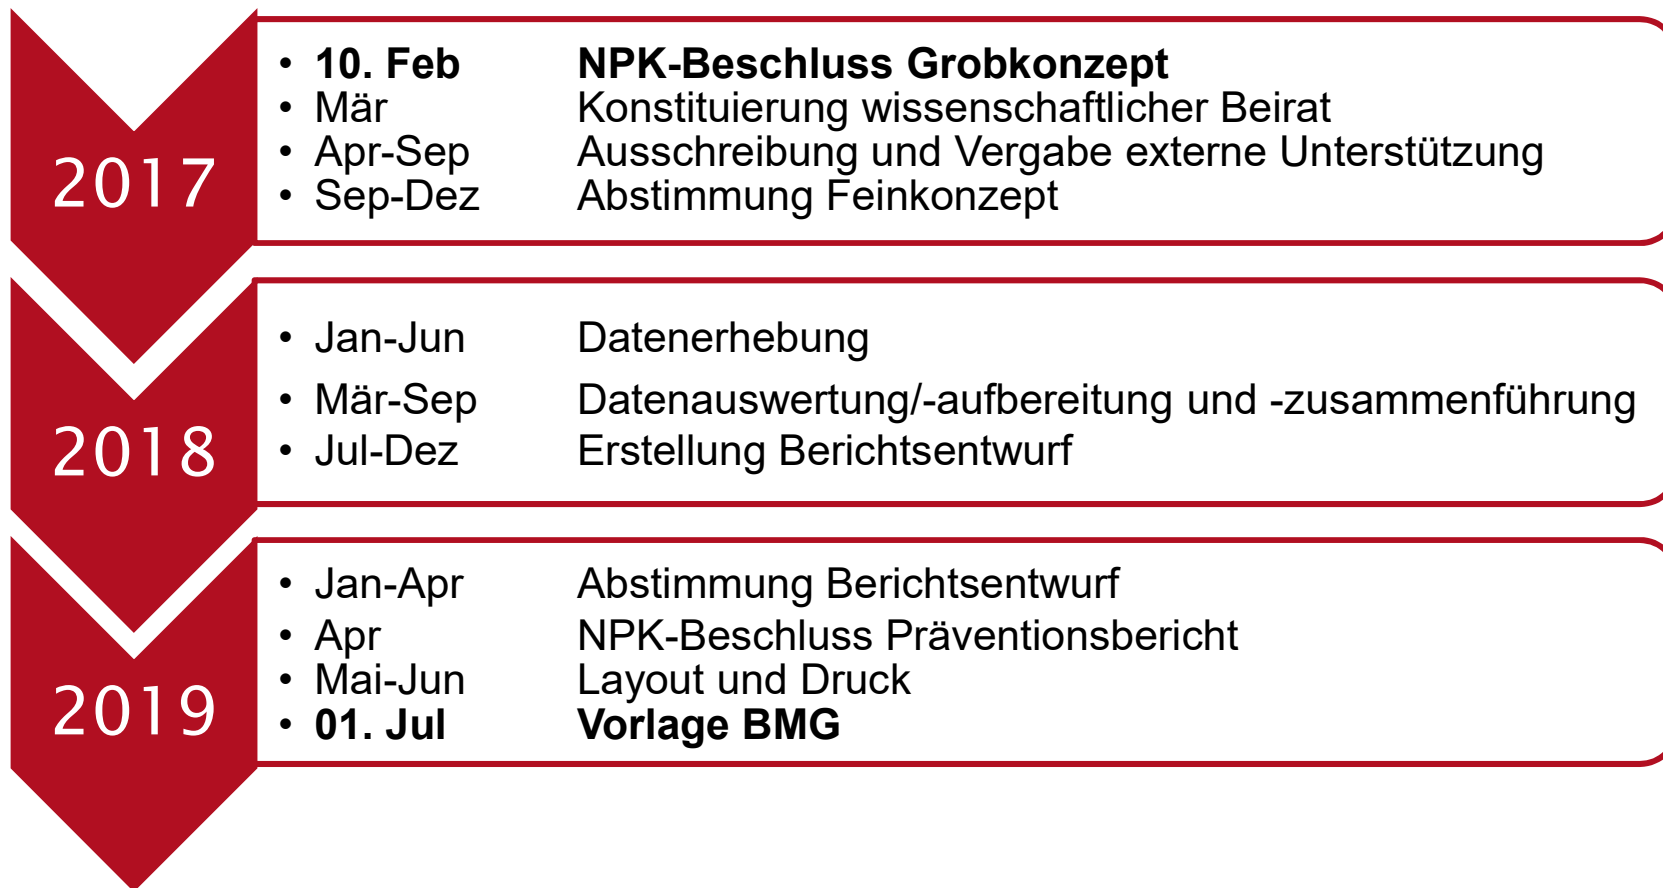 2017
• 10. Feb NPK-Beschluss Grobkonzept
• Mär Konstituierung wissenschaftlicher Beirat
• Apr-Sep Ausschreibung und Vergabe externe Unterstützung
• Sep-Dez Abstimmung Feinkonzept
2018
• Jan-Jun Datenerhebung
• Mär-Sep Datenauswertung/-aufbereitung und -zusammenführung
• Jul-Dez Erstellung Berichtsentwurf
2019
• Jan-Apr Abstimmung Berichtsentwurf
• Apr NPK-Beschluss Präventionsbericht
• Mai-Jun Layout und Druck
• 01. Jul Vorlage BMG